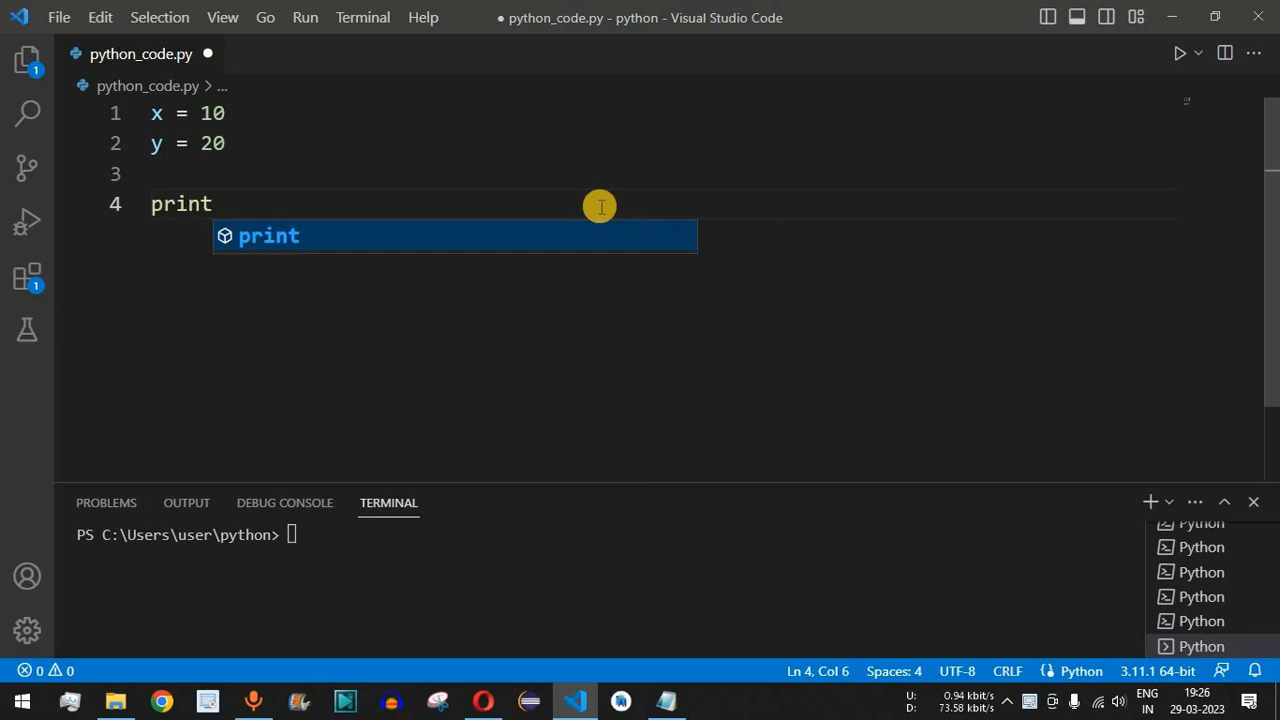 File Edit Selection View Go Run Terminal Help ● python_code.py - python - Visual Studio Code
python_code.py ●
python_code.py > ...
1 x = 10
2 y = 20
3
4 print
print
PROBLEMS OUTPUT DEBUG CONSOLE TERMINAL
PS C:\Users\user\python>
Python
Python
Python
Python
Python
Python
1
1
0 0 Ln 4, Col 6 Spaces: 4 UTF-8 CRLF Python 3.11.1 64-bit
U: 0.94 kbit/s ENG 19:26
D: 73.58 kbit/s IN 29-03-2023